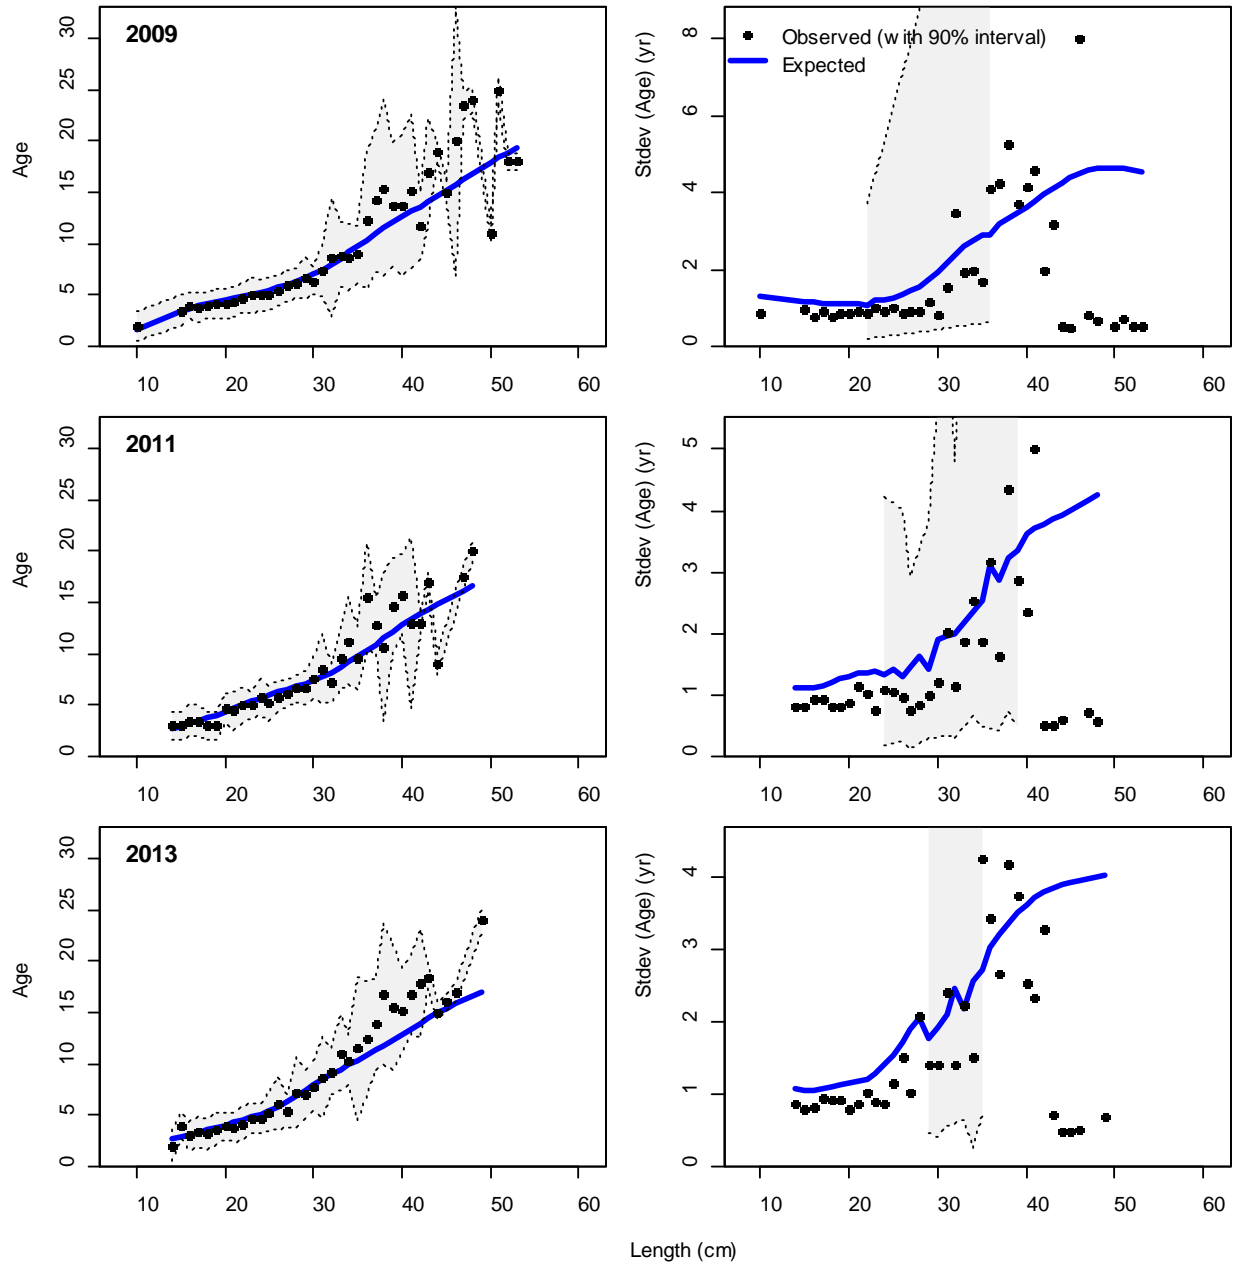 2009
Age
0 5 10 15 20 25 30
10 20 30 40 50 60
Observed (with 90% interval)
Expected
Stdev (Age) (yr)
0 2 4 6 8
10 20 30 40 50 60
2011
Age
0 5 10 15 20 25 30
10 20 30 40 50 60
Stdev (Age) (yr)
0 1 2 3 4 5
10 20 30 40 50 60
2013
Age
0 5 10 15 20 25 30
10 20 30 40 50 60
Stdev (Age) (yr)
0 1 2 3 4
10 20 30 40 50 60
Length (cm)